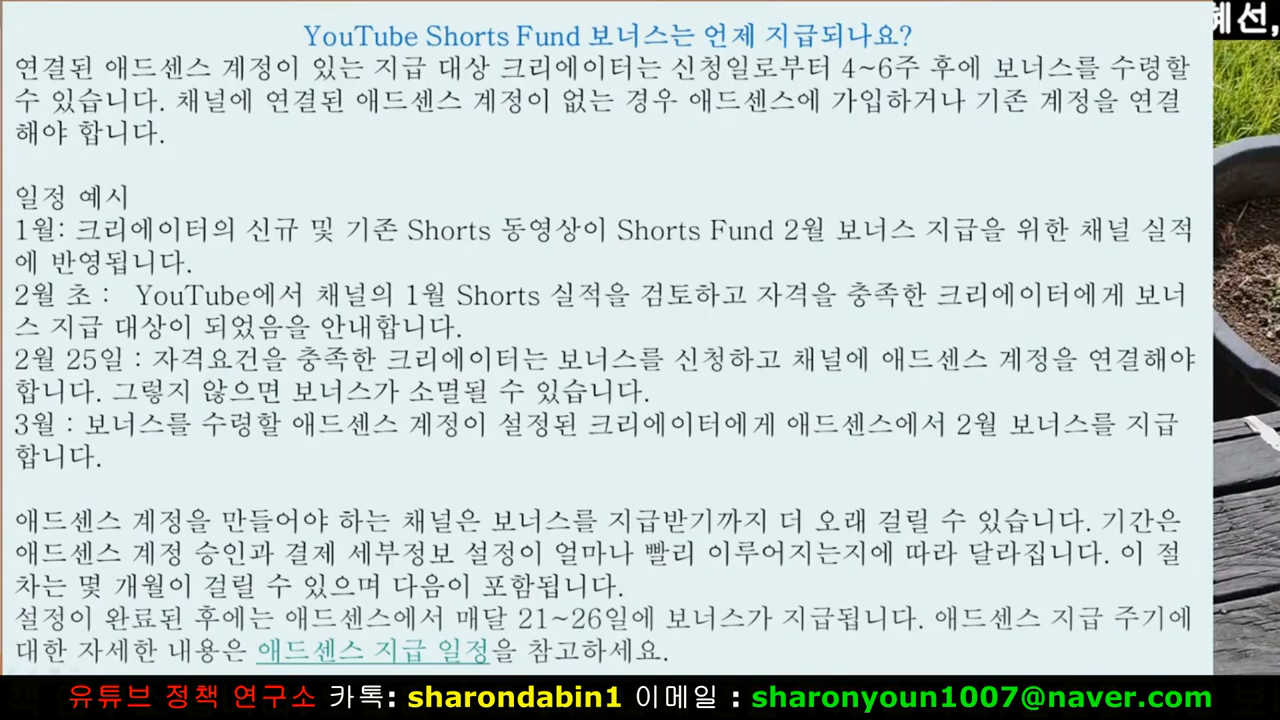 YouTube Shorts Fund 보너스는 언제 지급되나요?
연결된 애드센스 계정이 있는 지급 대상 크리에이터는 신청일로부터 4~6주 후에 보너스를 수령할
수 있습니다. 채널에 연결된 애드센스 계정이 없는 경우 애드센스에 가입하거나 기존 계정을 연결
해야 합니다.
일정 예시
1월: 크리에이터의 신규 및 기존 Shorts 동영상이 Shorts Fund 2월 보너스 지급을 위한 채널 실적
에 반영됩니다.
2월 초 : YouTube에서 채널의 1월 Shorts 실적을 검토하고 자격을 충족한 크리에이터에게 보너
스 지급 대상이 되었음을 안내합니다.
2월 25일 : 자격요건을 충족한 크리에이터는 보너스를 신청하고 채널에 애드센스 계정을 연결해야
합니다. 그렇지 않으면 보너스가 소멸될 수 있습니다.
3월 : 보너스를 수령할 애드센스 계정이 설정된 크리에이터에게 애드센스에서 2월 보너스를 지급
합니다.
애드센스 계정을 만들어야 하는 채널은 보너스를 지급받기까지 더 오래 걸릴 수 있습니다. 기간은
애드센스 계정 승인과 결제 세부정보 설정이 얼마나 빨리 이루어지는지에 따라 달라집니다. 이 절
차는 몇 개월이 걸릴 수 있으며 다음이 포함됩니다.
설정이 완료된 후에는 애드센스에서 매달 21~26일에 보너스가 지급됩니다. 애드센스 지급 주기에
대한 자세한 내용은 애드센스 지급 일정을 참고하세요.
혜선,
유튜브 정책 연구소 카톡: sharondabin1 이메일 : sharonyoun1007@naver.com